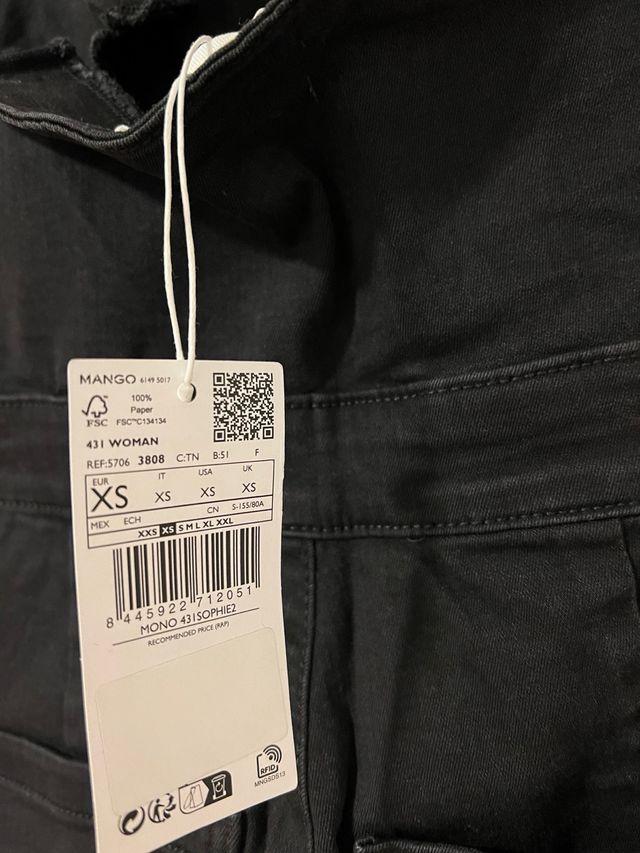 MANGO 6149 5017
100%
Paper
FSC FSC™C134134
431 WOMAN
REF:5706 3808 C:TN B:51 F
EUR IT USA UK
XS XS XS XS
MEX ECH CN S-155/80A
XXS XS S M L XL XXL
8 445922 712051
MONO 431SOPHIE2
RECOMMENDED PRICE (RRP)
RFID
MNGSDS13